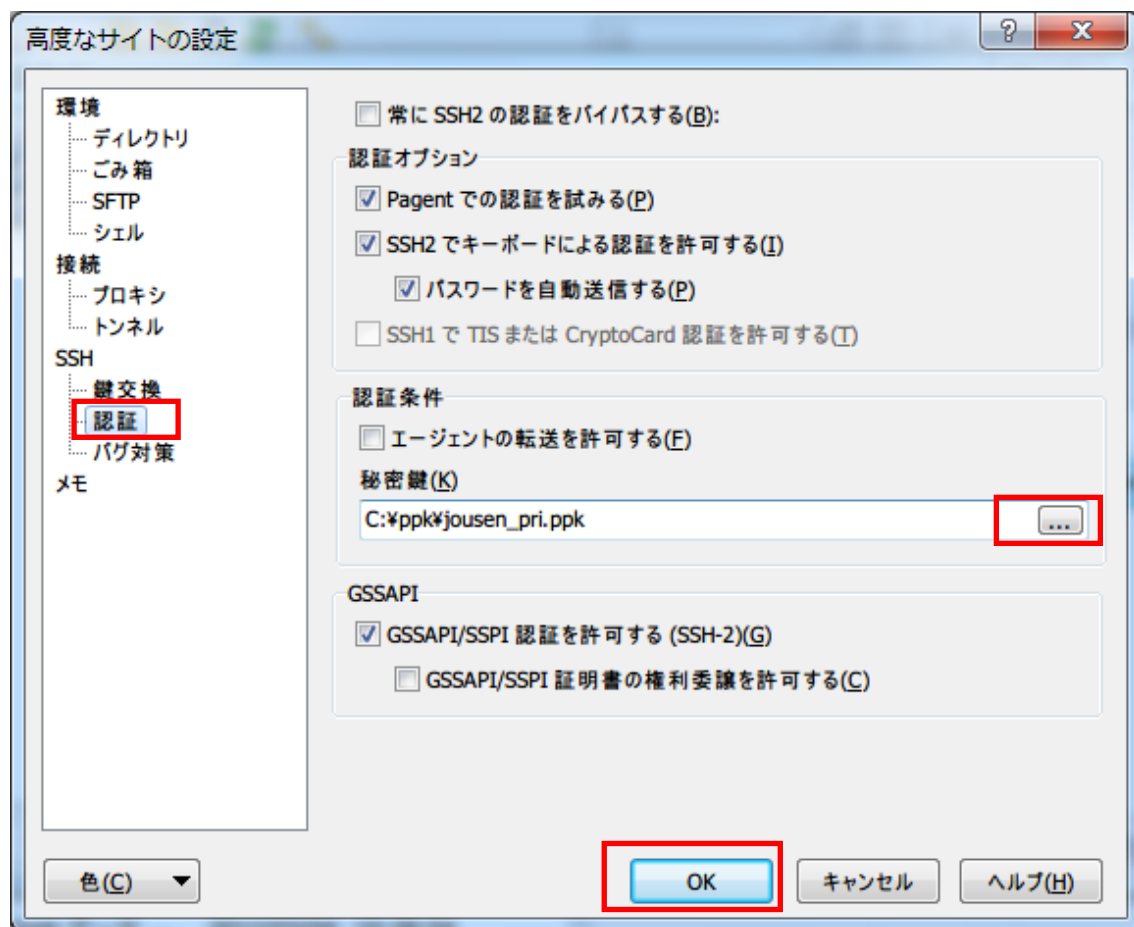 高度なサイトの設定
環境
ディレクトリ
ごみ箱
SFTP
シェル
接続
プロキシ
トンネル
SSH
鍵交換
認証
バグ対策
メモ
常に SSH2 の認証をバイパスする(B):
認証オプション
Pagent での認証を試みる(P)
SSH2 でキーボードによる認証を許可する(I)
パスワードを自動送信する(P)
SSH1 で TIS または CryptoCard 認証を許可する(T)
認証条件
エージェントの転送を許可する(F)
秘密鍵(K)
C:¥ppk¥jousen_pri.ppk
...
GSSAPI
GSSAPI/SSPI 認証を許可する (SSH-2)(G)
GSSAPI/SSPI 証明書の権利委譲を許可する(C)
色(C)
OK
キャンセル
ヘルプ(H)